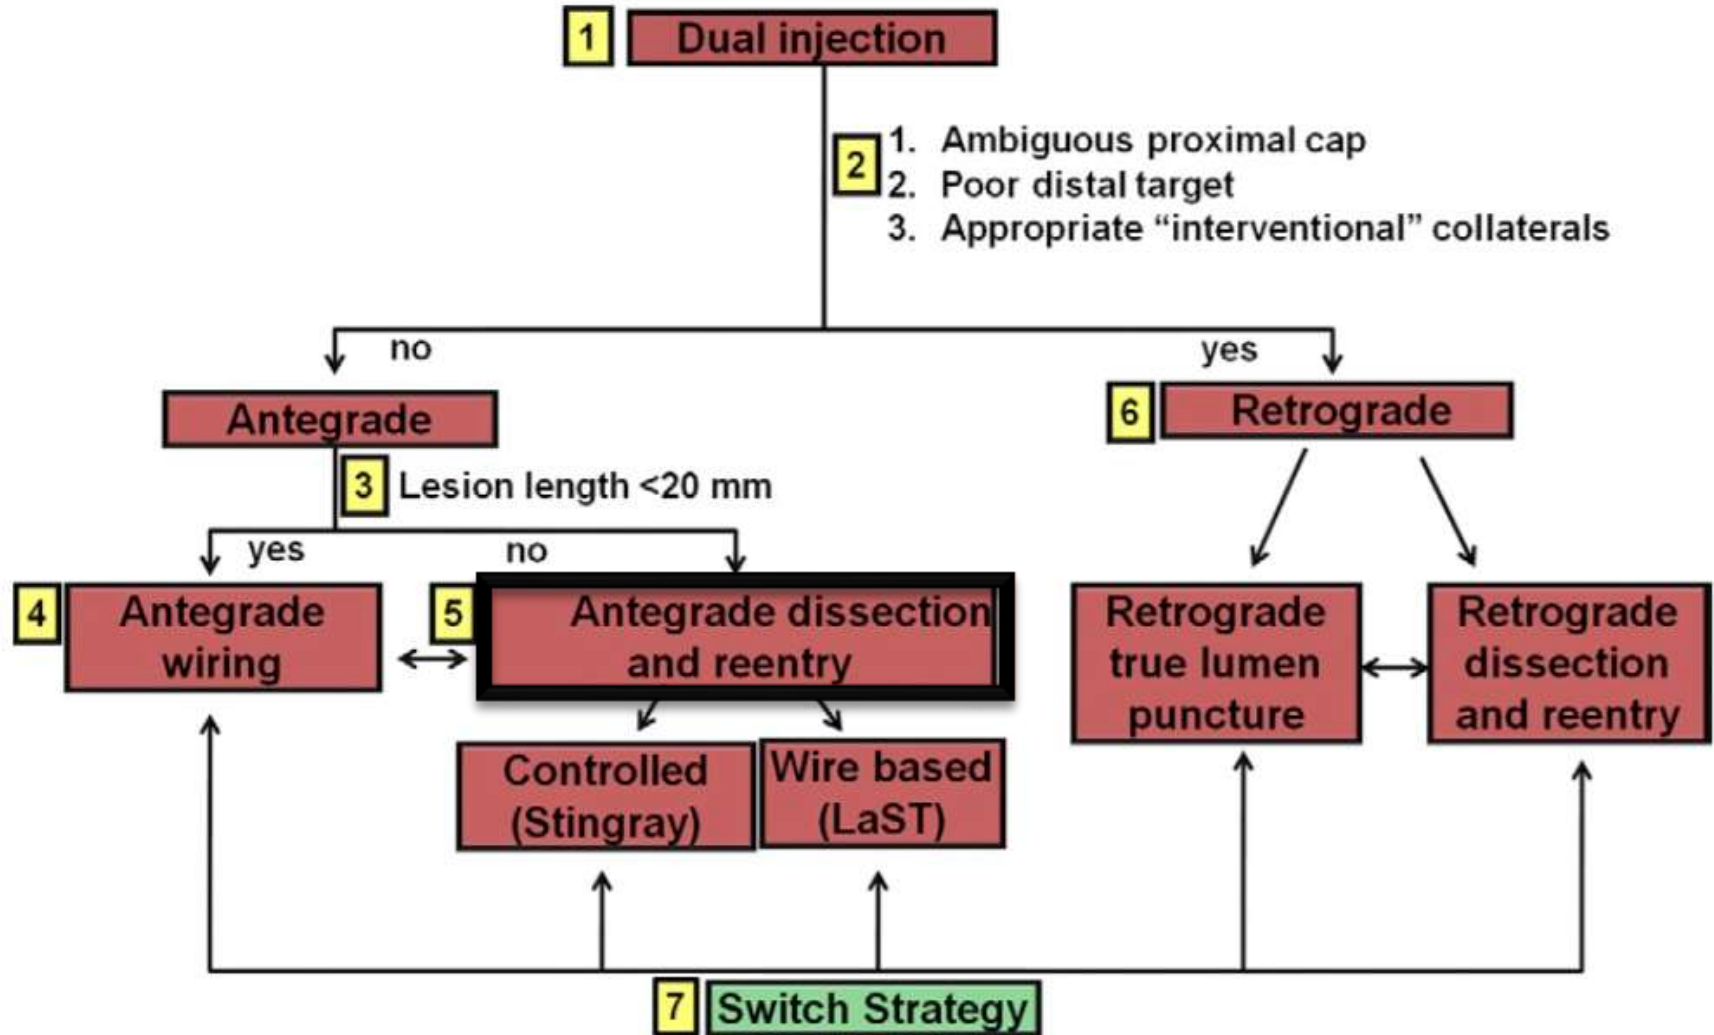 1 Dual injection
2
1. Ambiguous proximal cap
2. Poor distal target
3. Appropriate “interventional” collaterals
no
yes
Antegrade
6 Retrograde
3 Lesion length <20 mm
yes
no
4 Antegrade
wiring
5 Antegrade dissection
and reentry
Retrograde
true lumen
puncture
Retrograde
dissection
and reentry
Controlled
(Stingray)
Wire based
(LaST)
7 Switch Strategy